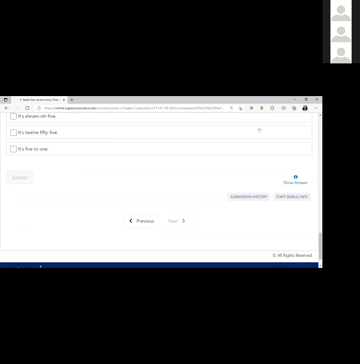 It's eleven-oh-five.
It's twelve fifty-five.
It's five to one.
Submit
Show Answer
SUBMISSION HISTORY
STAFF DEBUG INFO
Previous
Next
© All Rights Reserved